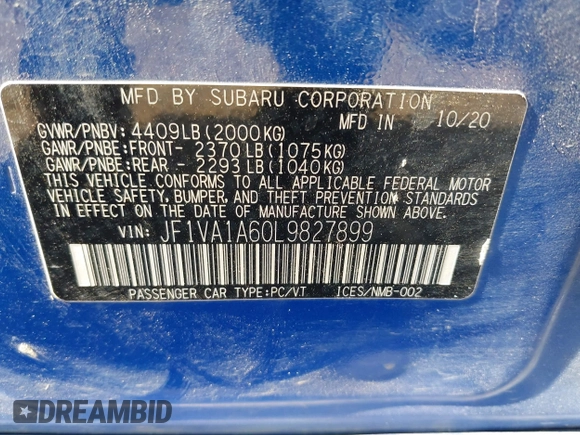 MFD BY SUBARU CORPORATION
MFD IN 10/20
GVWR/PNBV: 4409LB(2000KG)
GAWR/PNBE:FRONT- 2370LB(1075KG)
GAWR/PNBE:REAR - 2293LB(1040KG)
THIS VEHICLE CONFORMS TO ALL APPLICABLE FEDERAL MOTOR
VEHICLE SAFETY, BUMPER, AND THEFT PREVENTION STANDARDS
IN EFFECT ON THE DATE OF MANUFACTURE SHOWN ABOVE.
VIN: JF1VA1A60L9827899
PASSENGER CAR TYPE:PC/VT ICES/NMB-002
DREAMBID